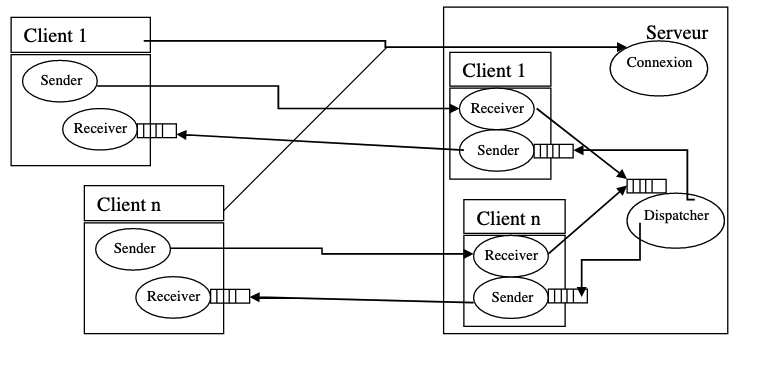 Client 1
Sender
Receiver
Client n
Sender
Receiver
Serveur
Connexion
Client 1
Receiver
Sender
Dispatcher
Client n
Receiver
Sender